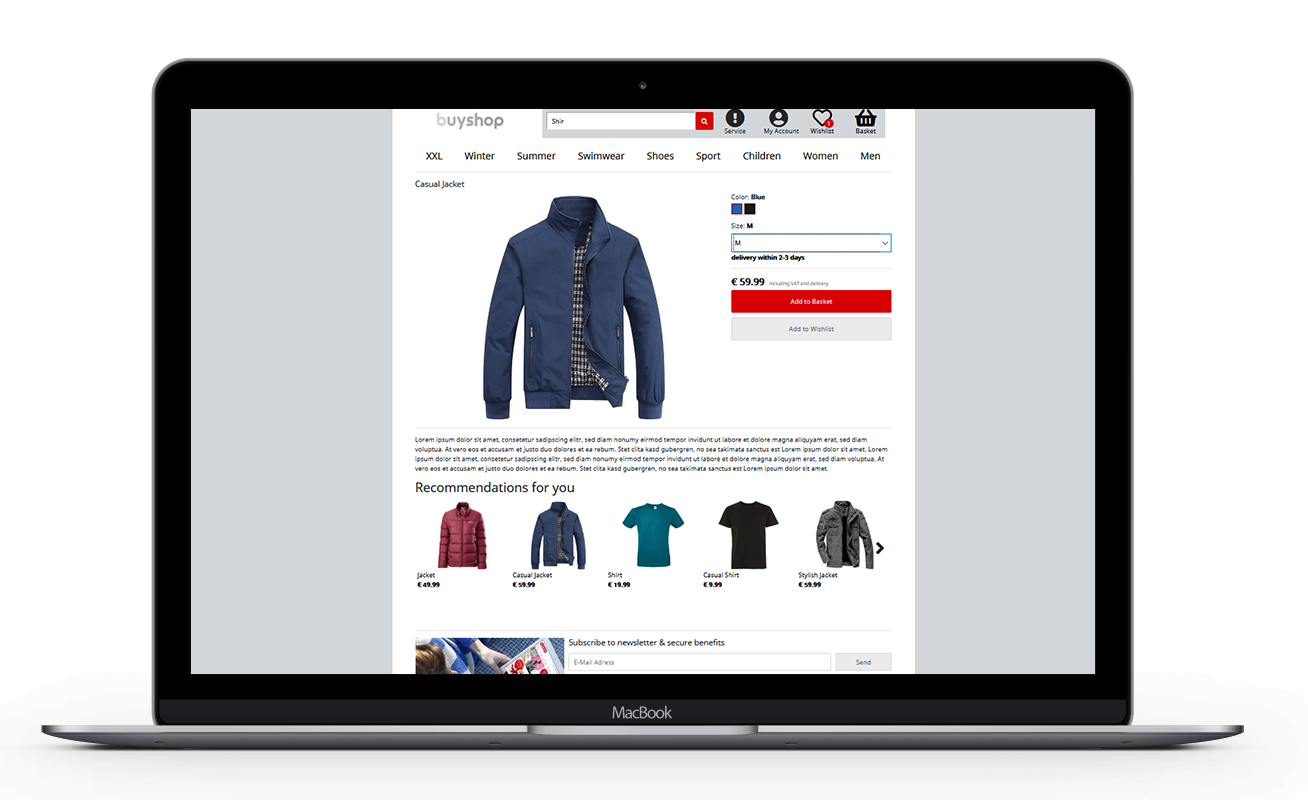 buyshop
Shir
Service
My Account
1
Wishlist
Basket
XXL Winter Summer Swimwear Shoes Sport Children Women Men
Casual Jacket
Color: Blue
Size: M
M
delivery within 2-3 days
€ 59.99 including VAT and delivery
Add to Basket
Add to Wishlist
Lorem ipsum dolor sit amet, consetetur sadipscing elitr, sed diam nonumy eirmod tempor invidunt ut labore et dolore magna aliquyam erat, sed diam
voluptua. At vero eos et accusam et justo duo dolores et ea rebum. Stet clita kasd gubergren, no sea takimata sanctus est Lorem ipsum dolor sit amet. Lorem
ipsum dolor sit amet, consetetur sadipscing elitr, sed diam nonumy eirmod tempor invidunt ut labore et dolore magna aliquyam erat, sed diam voluptua. At
vero eos et accusam et justo duo dolores et ea rebum. Stet clita kasd gubergren, no sea takimata sanctus est Lorem ipsum dolor sit amet.
Recommendations for you
Jacket Casual Jacket Shirt Casual Shirt Stylish Jacket
€ 49.99 € 59.99 € 19.99 € 9.99 € 59.99
Subscribe to newsletter & secure benefits
E-Mail Adress
Send
MacBook